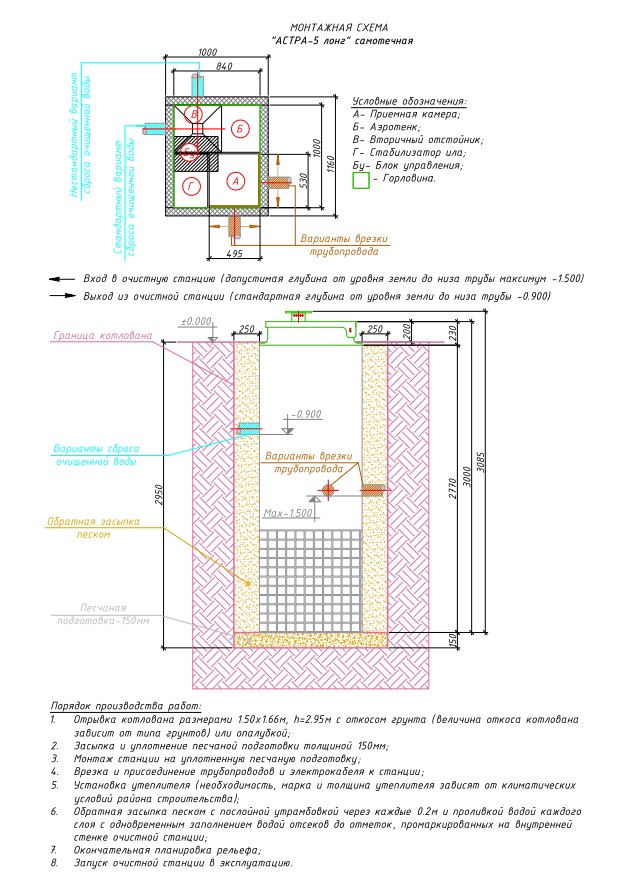 МОНТАЖНАЯ СХЕМА
"АСТРА-5 лонг" самотечная
1000
840
Нестандартный вариант
сброса очищенной воды
Стандартный вариант
сброса очищенной воды
В
Б
Бу
Г
А
530
1000
1160
495
Варианты врезки
трубопровода
Условные обозначения:
А- Приемная камера;
Б- Аэротенк;
В- Вторичный отстойник;
Г- Стабилизатор ила;
Бу- Блок управления;
- Горловина.
Вход в очистную станцию (допустимая глубина от уровня земли до низа трубы максимум -1.500)
Выход из очистной станции (стандартная глубина от уровня земли до низа трубы -0.900)
±0.000
250
250
200
230
Граница котлована
-0.900
Варианты сброса
очищенной воды
Варианты врезки
трубопровода
Max-1.500
2950
2770
3000
3085
Обратная засыпка
песком
Песчаная
подготовка-150мм
150
Порядок производства работ:
1. Отрывка котлована размерами 1.50x1.66м, h=2.95м с откосом грунта (величина откоса котлована
зависит от типа грунтов) или опалубкой;
2. Засыпка и уплотнение песчаной подготовки толщиной 150мм;
3. Монтаж станции на уплотненную песчаную подготовку;
4. Врезка и присоединение трубопроводов и электрокабеля к станции;
5. Установка утеплителя (необходимость, марка и толщина утеплителя зависят от климатических
условий района строительства);
6. Обратная засыпка песком с послойной утрамбовкой через каждые 0.2м и проливкой водой каждого
слоя с одновременным заполнением водой отсеков до отметок, промаркированных на внутренней
стенке очистной станции;
7. Окончательная планировка рельефа;
8. Запуск очистной станции в эксплуатацию.